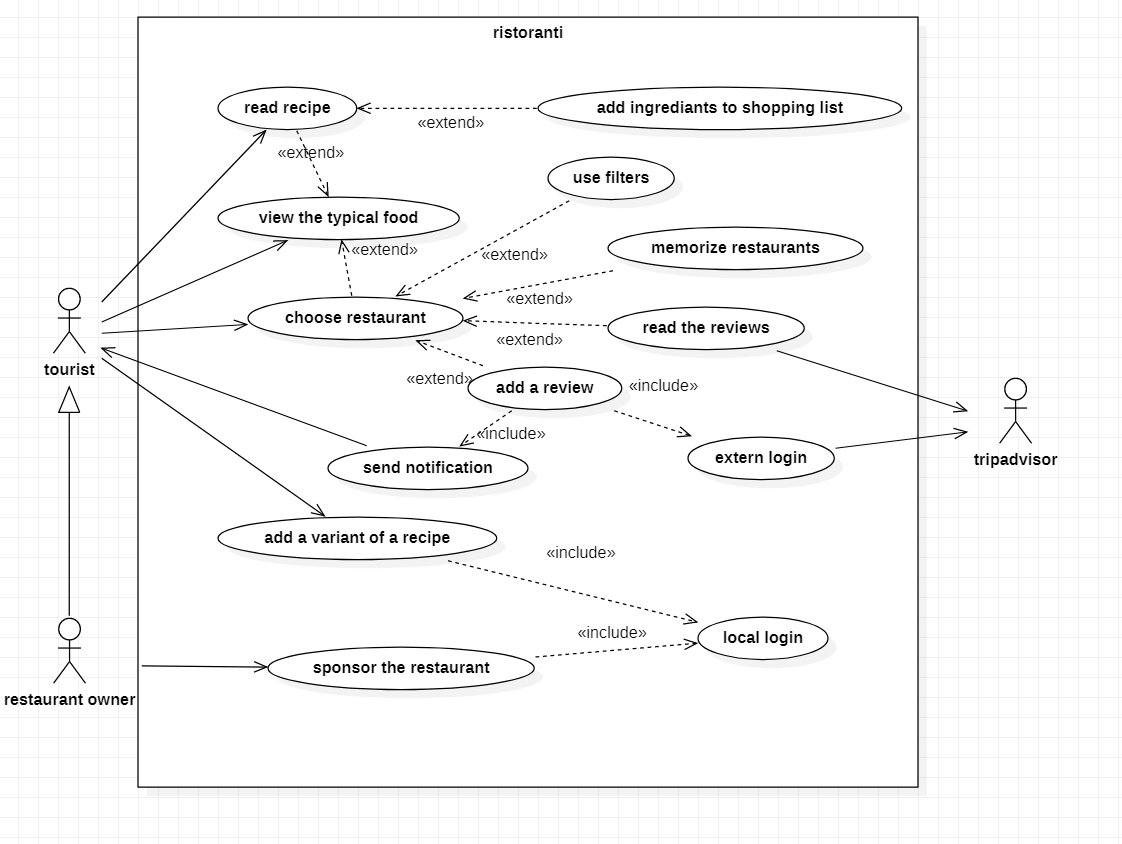 ristoranti
read recipe
add ingrediants to shopping list
«extend»
«extend»
use filters
view the typical food
«extend»
memorize restaurants
«extend»
«extend»
choose restaurant
read the reviews
«extend»
tourist
«extend»
add a review
«include»
«include»
extern login
tripadvisor
send notification
add a variant of a recipe
«include»
«include»
local login
sponsor the restaurant
restaurant owner